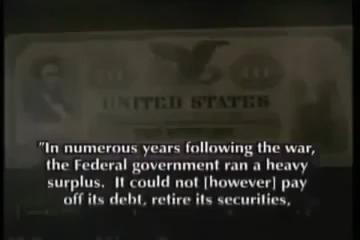 UNITED STATES
"In numerous years following the war,
the Federal government ran a heavy
surplus. It could not [however] pay
off its debt, retire its securities,